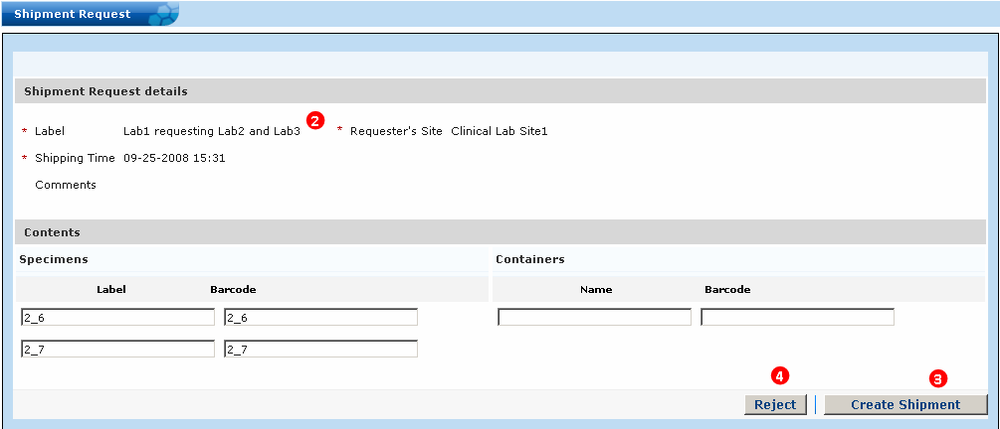 Shipment Request
Shipment Request details
* Label Lab1 requesting Lab2 and Lab3 2 * Requester's Site Clinical Lab Site1
* Shipping Time 09-25-2008 15:31
Comments
Contents
Specimens Containers
Label Barcode Name Barcode
2_6 2_6
2_7 2_7
4 3
Reject Create Shipment